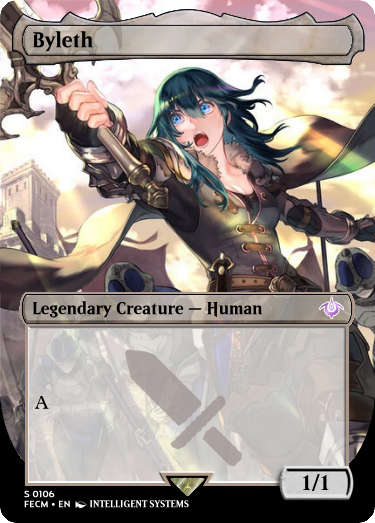 Byleth
Legendary Creature — Human
A
1/1
S 0106
FECM • EN INTELLIGENT SYSTEMS